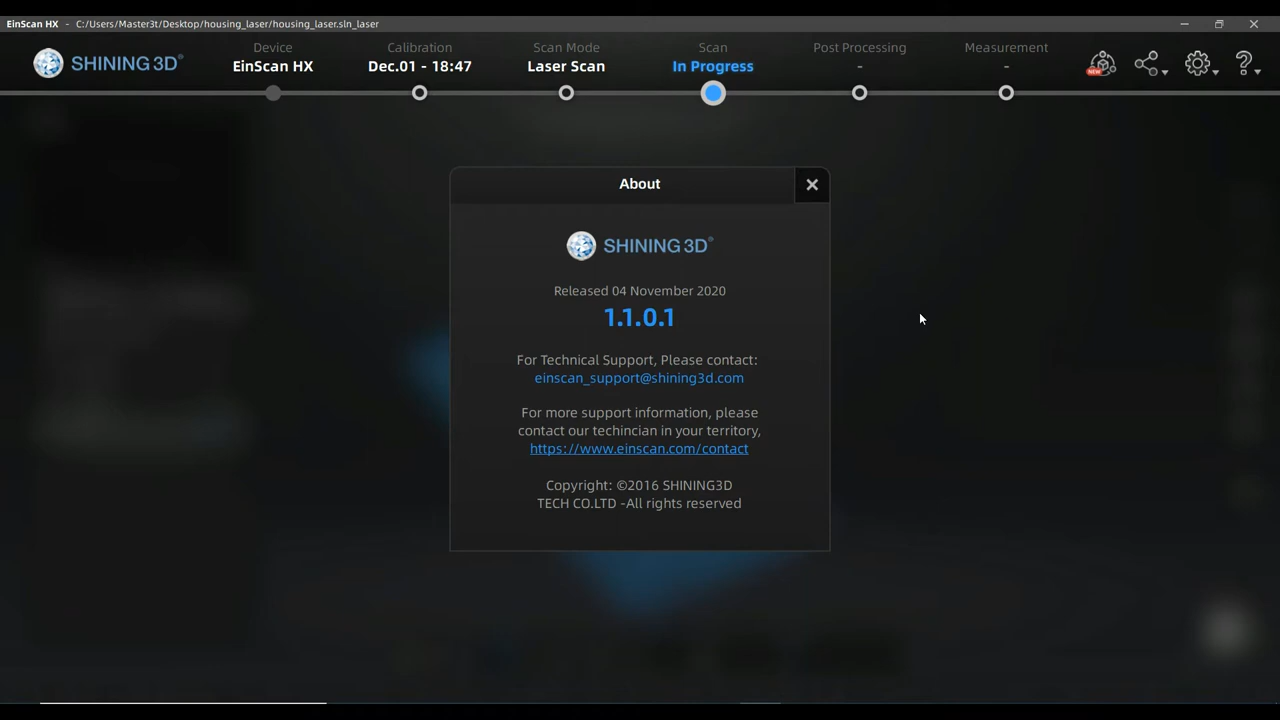 EinScan HX - C:/Users/Master3t/Desktop/housing_laser/housing_laser.sln_laser
SHINING 3D®
Device
EinScan HX
Calibration
Dec.01 - 18:47
Scan Mode
Laser Scan
Scan
In Progress
Post Processing
-
Measurement
-
NEW
About
SHINING 3D®
Released 04 November 2020
1.1.0.1
For Technical Support, Please contact:
einscan_support@shining3d.com
For more support information, please
contact our techincian in your territory,
https://www.einscan.com/contact
Copyright: ©2016 SHINING3D
TECH CO.LTD -All rights reserved